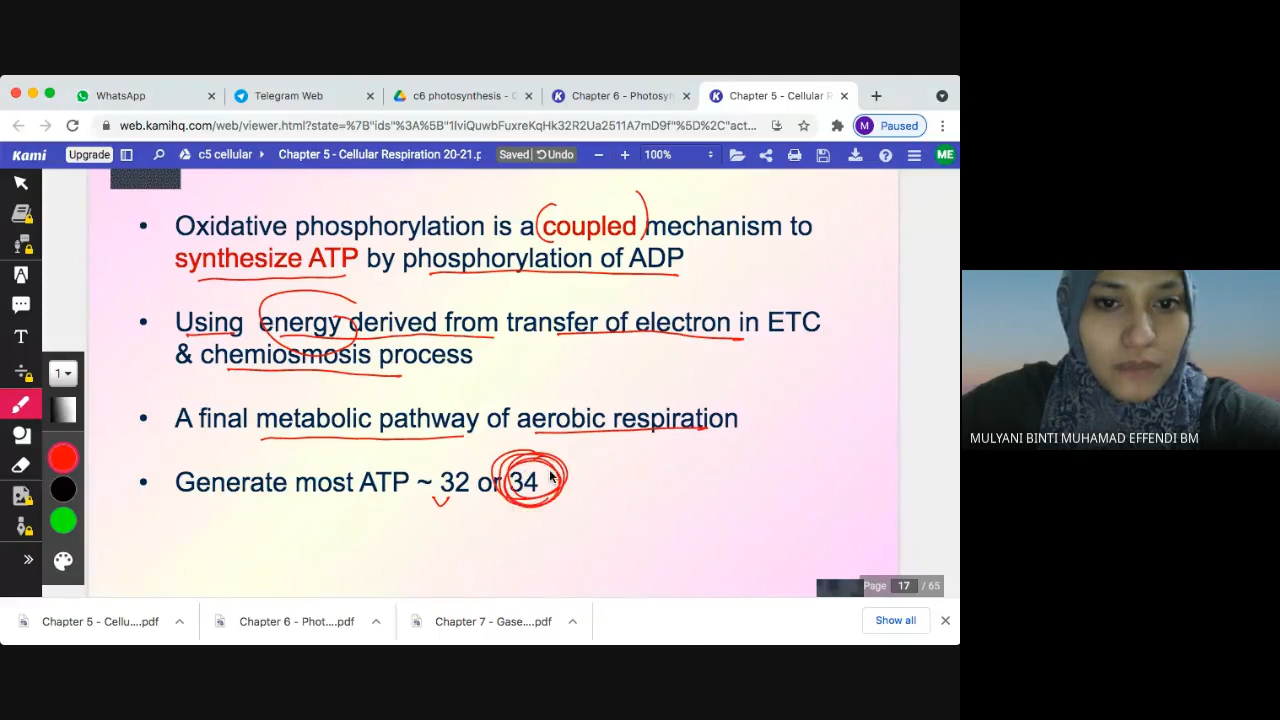 WhatsApp
Telegram Web
c6 photosynthesis -
Chapter 6 - Photosyn
Chapter 5 - Cellular R
web.kamihq.com/web/viewer.html?state=%7B"ids"%3A%5B"1IviQuwbFuxreKqHk32R2Ua2511A7mD9f"%5D%2C"act...
M Paused
Kami
Upgrade
c5 cellular
Chapter 5 - Cellular Respiration 20-21.p
Saved Undo
100%
ME
• Oxidative phosphorylation is a coupled mechanism to
synthesize ATP by phosphorylation of ADP
• Using energy derived from transfer of electron in ETC
& chemiosmosis process
• A final metabolic pathway of aerobic respiration
• Generate most ATP ~ 32 or 34
1
T
Page 17 / 65
MULYANI BINTI MUHAMAD EFFENDI BM
Chapter 5 - Cellu....pdf
Chapter 6 - Phot....pdf
Chapter 7 - Gase....pdf
Show all